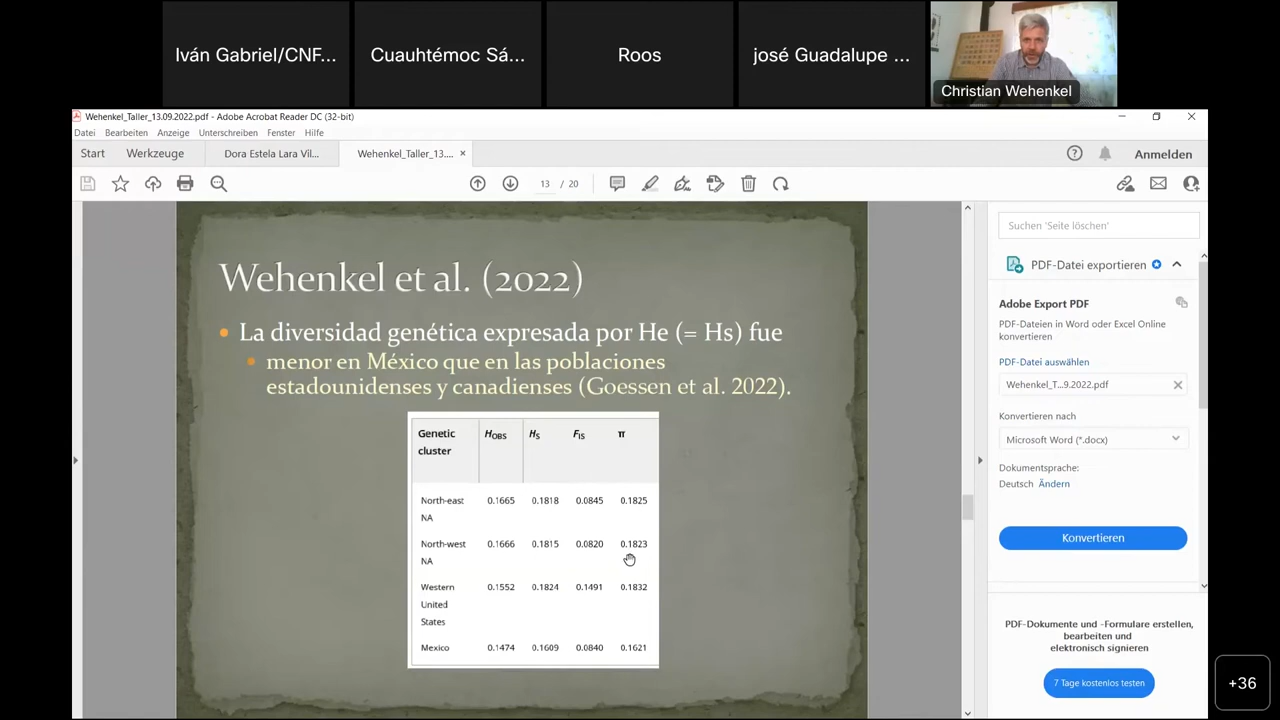 Iván Gabriel/CNF...
Cuauhtémoc Sá...
Roos
josé Guadalupe ...
Christian Wehenkel
Wehenkel_Taller_13.09.2022.pdf - Adobe Acrobat Reader DC (32-bit)
Datei Bearbeiten Anzeige Unterschreiben Fenster Hilfe
Start Werkzeuge Dora Estela Lara Vil... Wehenkel_Taller_13.... ×
Anmelden
13 / 20
Suchen 'Seite löschen'
PDF-Datei exportieren
Adobe Export PDF
PDF-Dateien in Word oder Excel Online
konvertieren
PDF-Datei auswählen
Wehenkel_T...9.2022.pdf
Konvertieren nach
Microsoft Word (*.docx)
Dokumentsprache:
Deutsch Ändern
Konvertieren
PDF-Dokumente und -Formulare erstellen,
bearbeiten und
elektronisch signieren
7 Tage kostenlos testen
Wehenkel et al. (2022)
• La diversidad genética expresada por He (= Hs) fue
• menor en México que en las poblaciones
estadounidenses y canadienses (Goessen et al. 2022).
Genetic cluster HOBS HS FIS π
North-east NA 0.1665 0.1818 0.0845 0.1825
North-west NA 0.1666 0.1815 0.0820 0.1823
Western United States 0.1552 0.1824 0.1491 0.1832
Mexico 0.1474 0.1609 0.0840 0.1621
+36